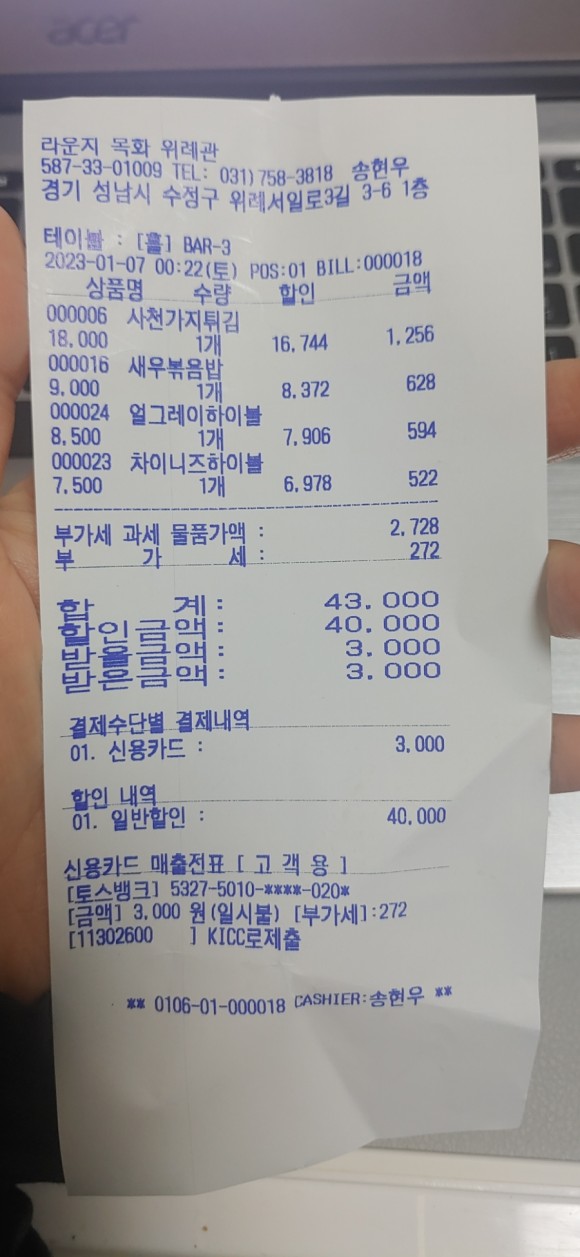 acer
라운지 목화 위례관
587-33-01009 TEL: 031)758-3818 송현우
경기 성남시 수정구 위례서일로3길 3-6 1층
테이블 : [홀] BAR-3
2023-01-07 00:22(토) POS:01 BILL:000018
상품명 수량 할인 금액
000006 사천가지튀김
18,000 1개 16,744 1,256
000016 새우볶음밥
9,000 1개 8,372 628
000024 얼그레이하이볼
8,500 1개 7,906 594
000023 차이니즈하이볼
7,500 1개 6,978 522
부가세 과세 물품가액 : 2,728
부 가 세 : 272
합 계 : 43,000
할인금액 : 40,000
받을금액 : 3,000
받은금액 : 3,000
결제수단별 결제내역
01. 신용카드 : 3,000
할인 내역
01. 일반할인 : 40,000
신용카드 매출전표 [ 고 객 용 ]
[토스뱅크] 5327-5010-****-020*
[금액] 3,000 원(일시불) [부가세]:272
[11302600 ] KICC로제출
** 0106-01-000018 CASHIER:송현우 **